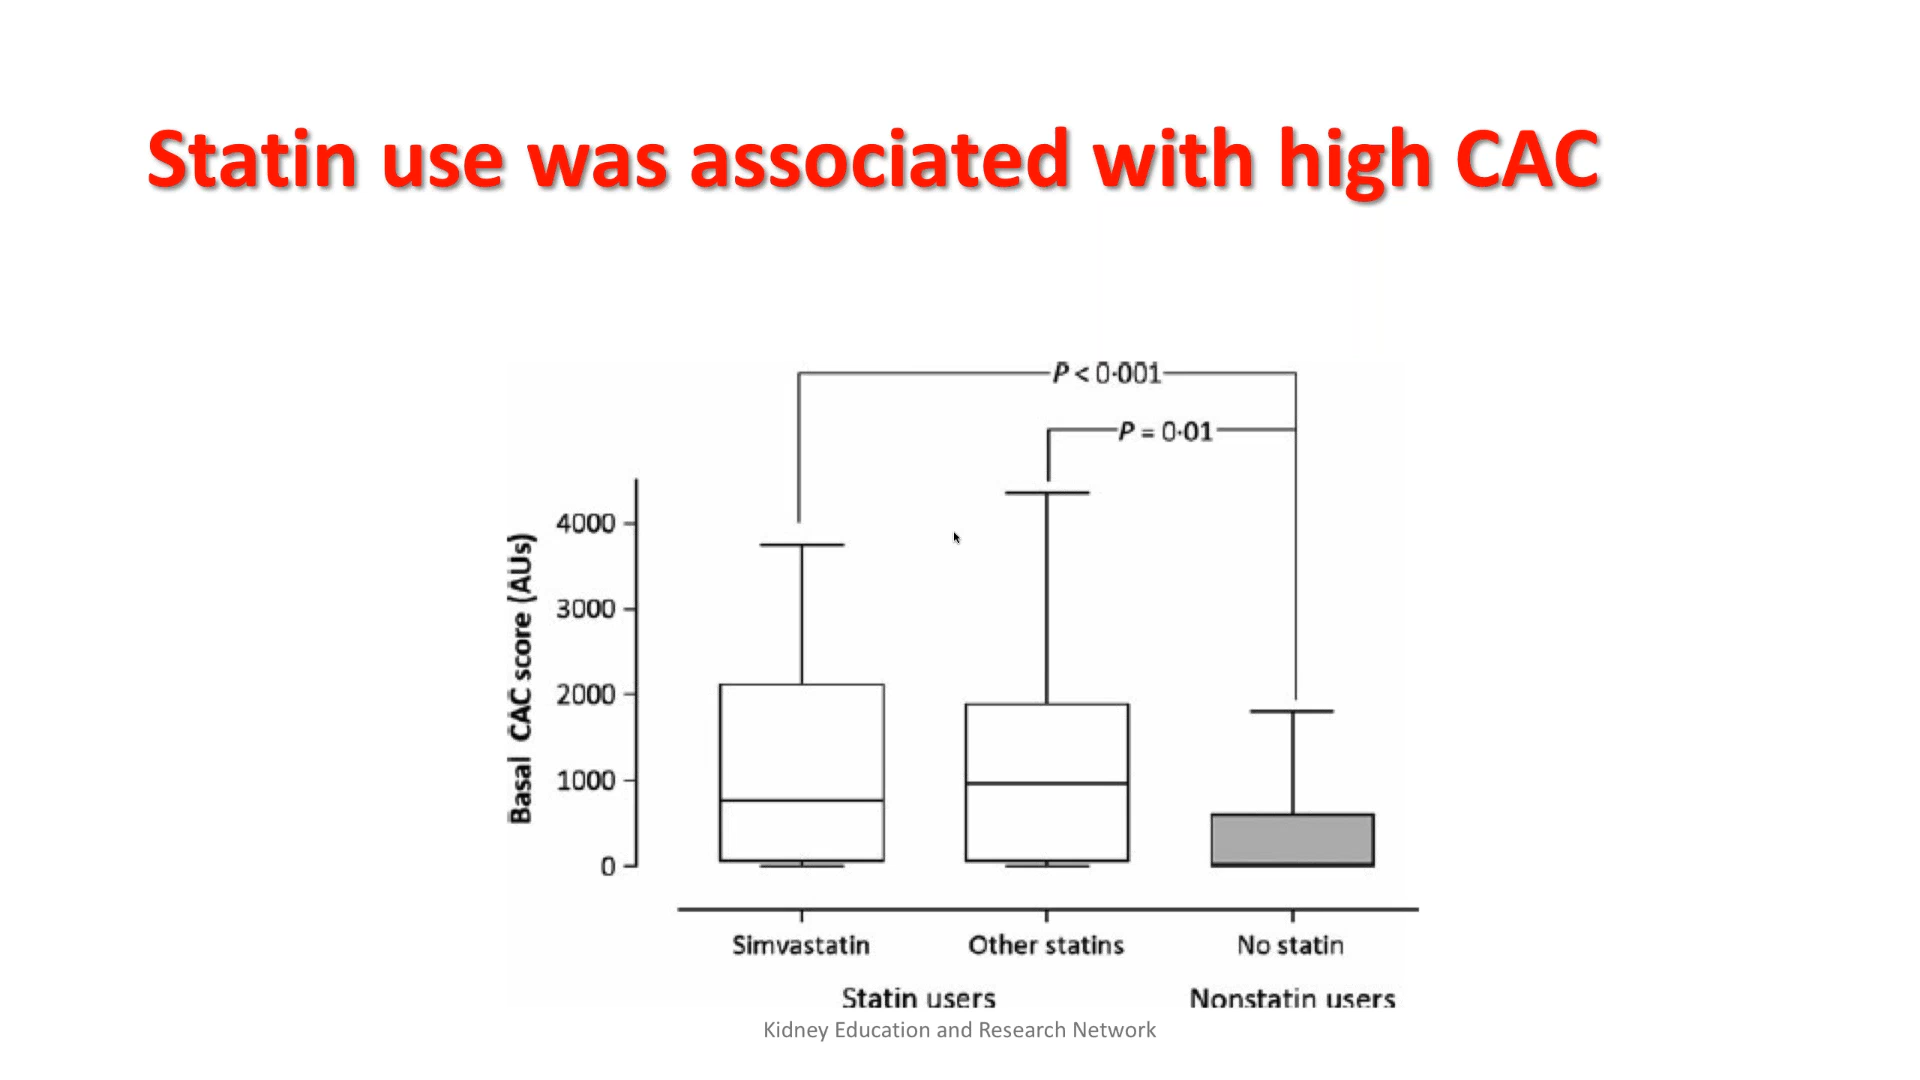 Statin use was associated with high CAC
P < 0·001
P = 0·01
Basal CAC score (AUs)
4000
3000
2000
1000
0
Simvastatin Other statins No statin
Statin users Nonstatin users
Kidney Education and Research Network